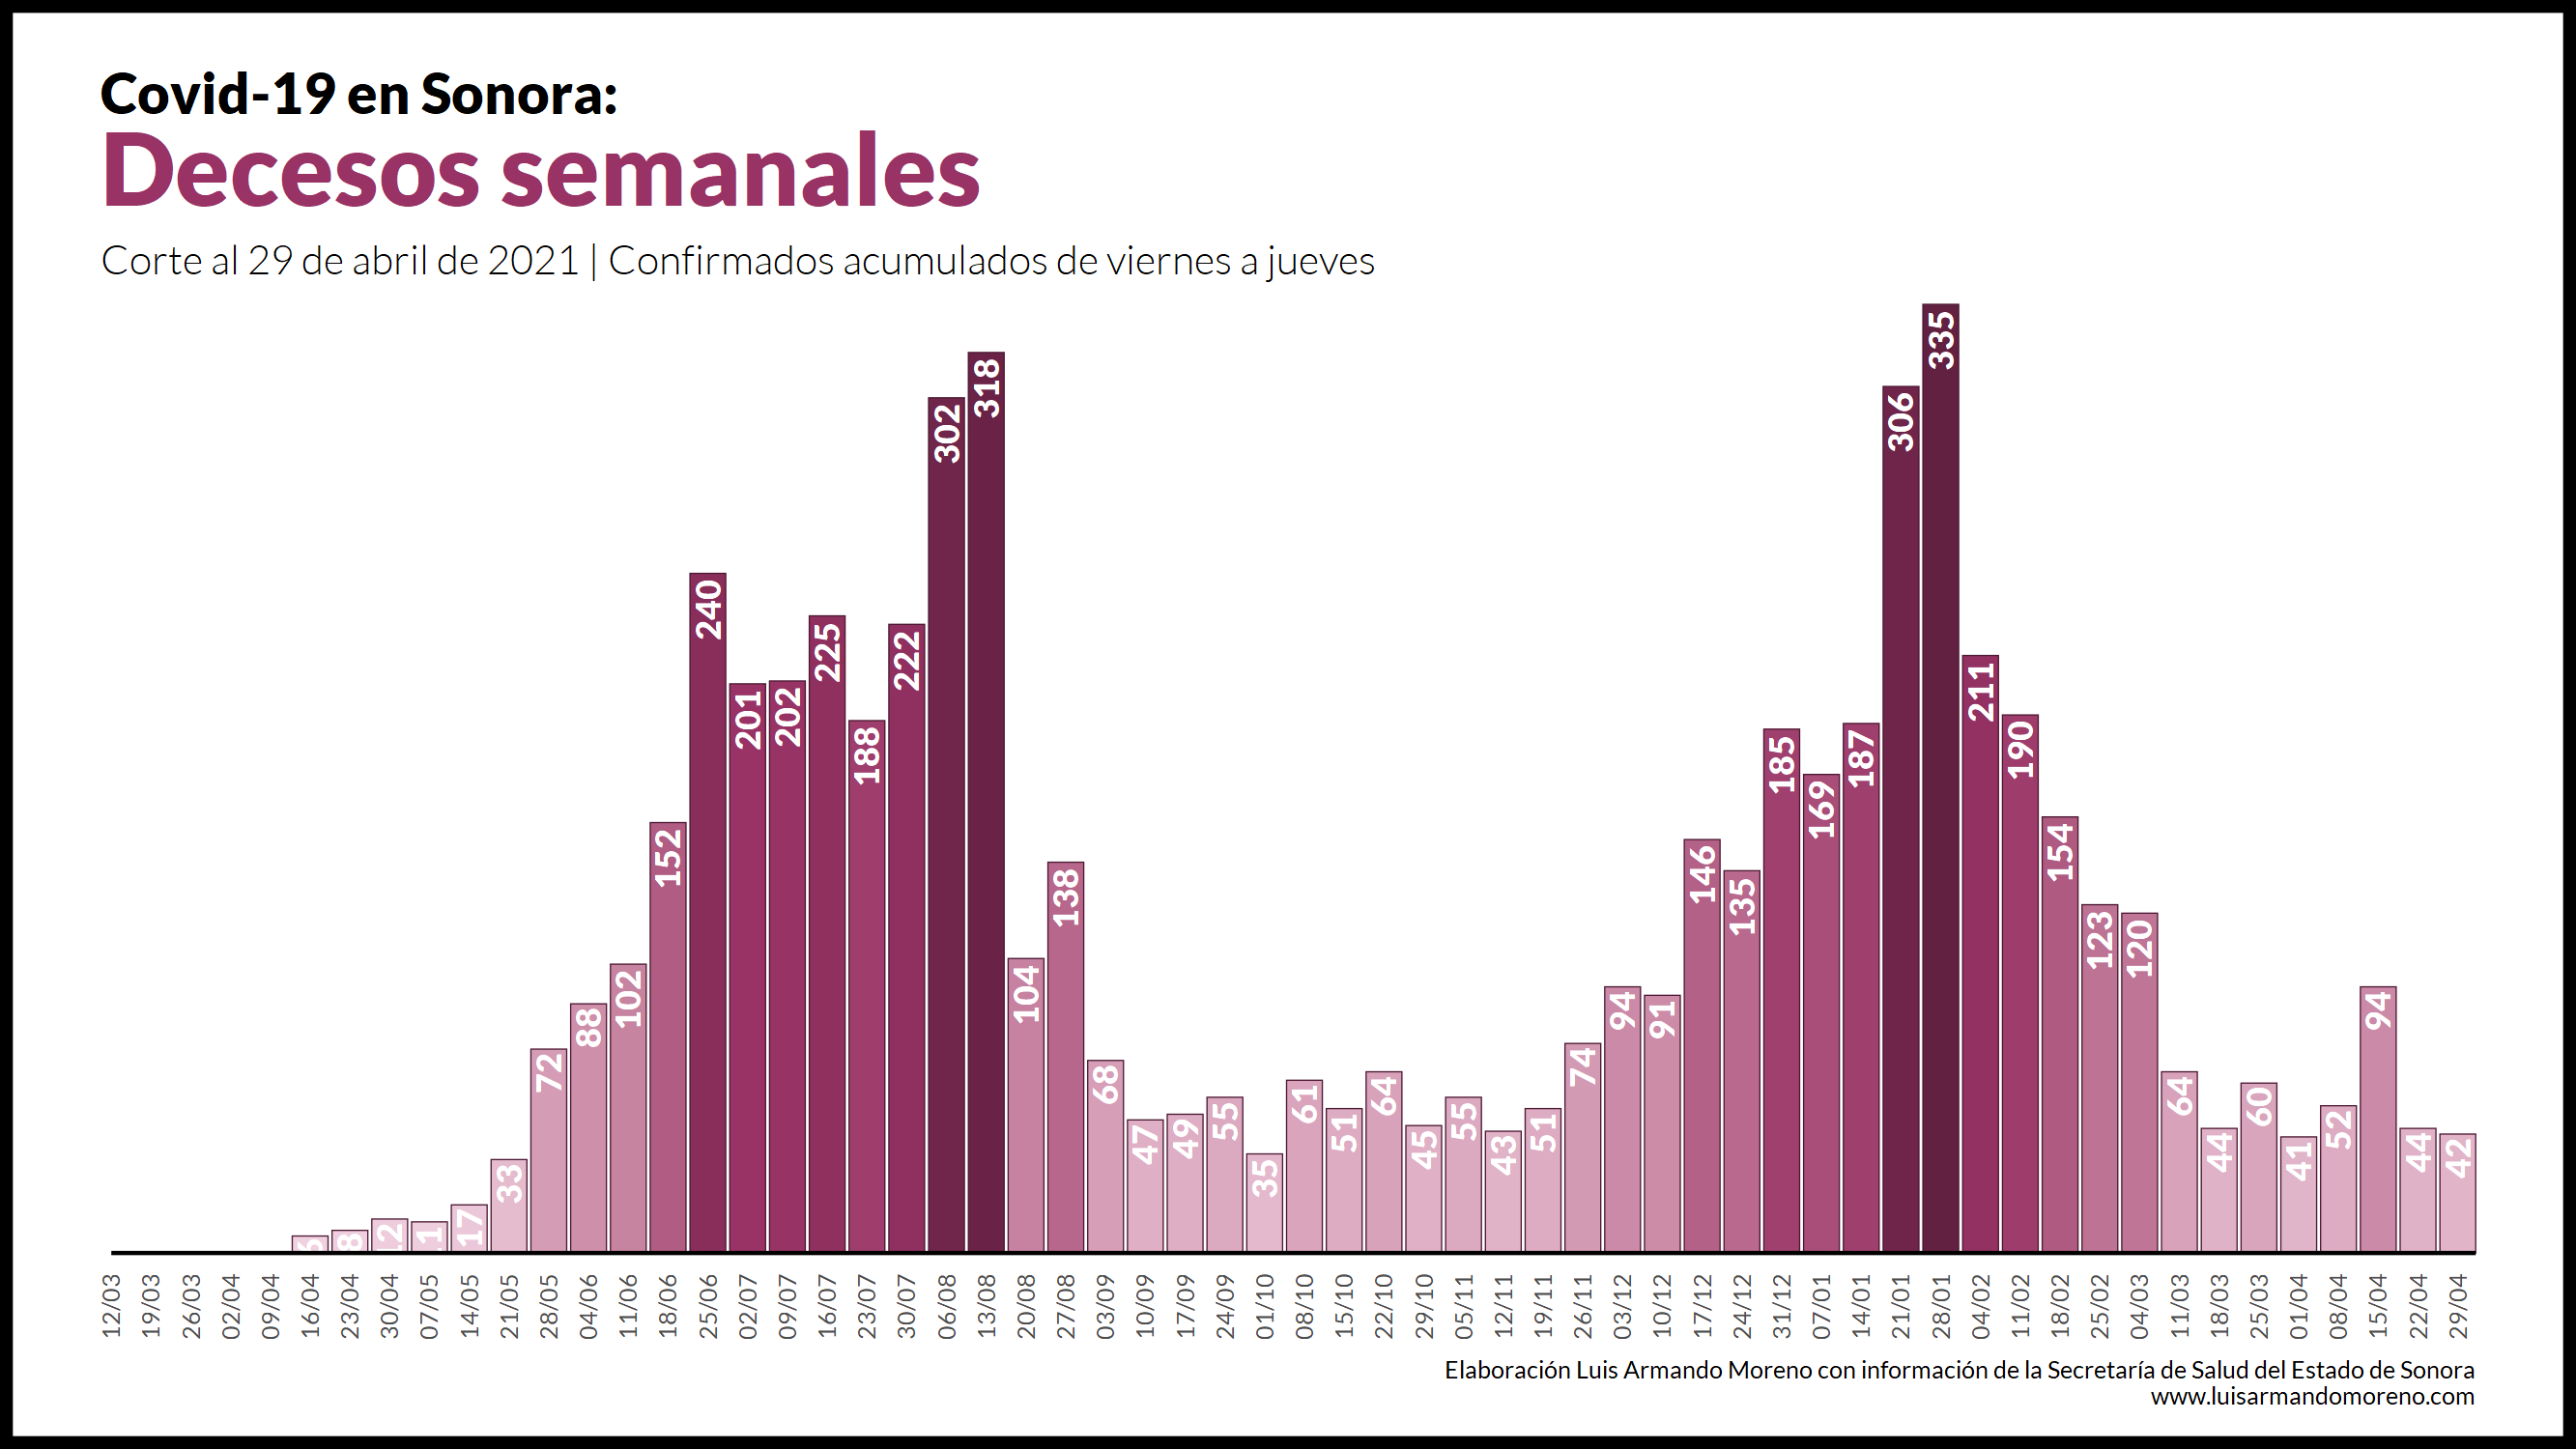 Covid-19 en Sonora:
Decesos semanales
Corte al 29 de abril de 2021 | Confirmados acumulados de viernes a jueves
6 8 12 11 17 33 72 88 102 152 240 201 202 225 188 222 302 318 104 138 68 47 49 55 35 61 51 64 45 55 43 51 74 94 91 146 135 185 169 187 306 335 211 190 154 123 120 64 44 60 41 52 94 44 42
12/03 19/03 26/03 02/04 09/04 16/04 23/04 30/04 07/05 14/05 21/05 28/05 04/06 11/06 18/06 25/06 02/07 09/07 16/07 23/07 30/07 06/08 13/08 20/08 27/08 03/09 10/09 17/09 24/09 01/10 08/10 15/10 22/10 29/10 05/11 12/11 19/11 26/11 03/12 10/12 17/12 24/12 31/12 07/01 14/01 21/01 28/01 04/02 11/02 18/02 25/02 04/03 11/03 18/03 25/03 01/04 08/04 15/04 22/04 29/04
Elaboración Luis Armando Moreno con información de la Secretaría de Salud del Estado de Sonora
www.luisarmandomoreno.com